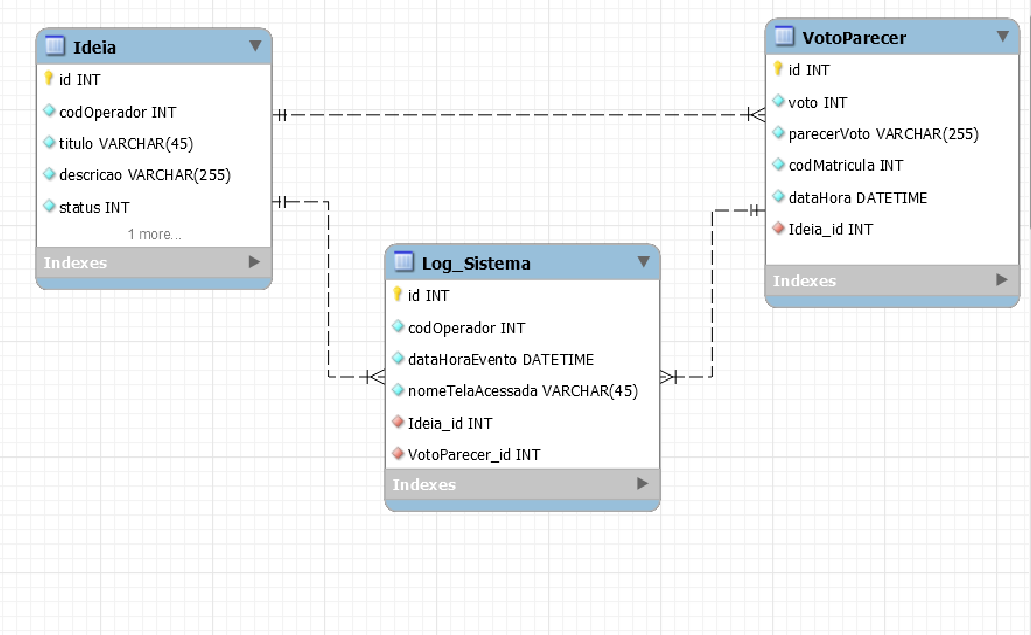 Ideia
id INT
codOperador INT
titulo VARCHAR(45)
descricao VARCHAR(255)
status INT
1 more...
Indexes
VotoParecer
id INT
voto INT
parecerVoto VARCHAR(255)
codMatricula INT
dataHora DATETIME
Ideia_id INT
Indexes
Log_Sistema
id INT
codOperador INT
dataHoraEvento DATETIME
nomeTelaAcessada VARCHAR(45)
Ideia_id INT
VotoParecer_id INT
Indexes